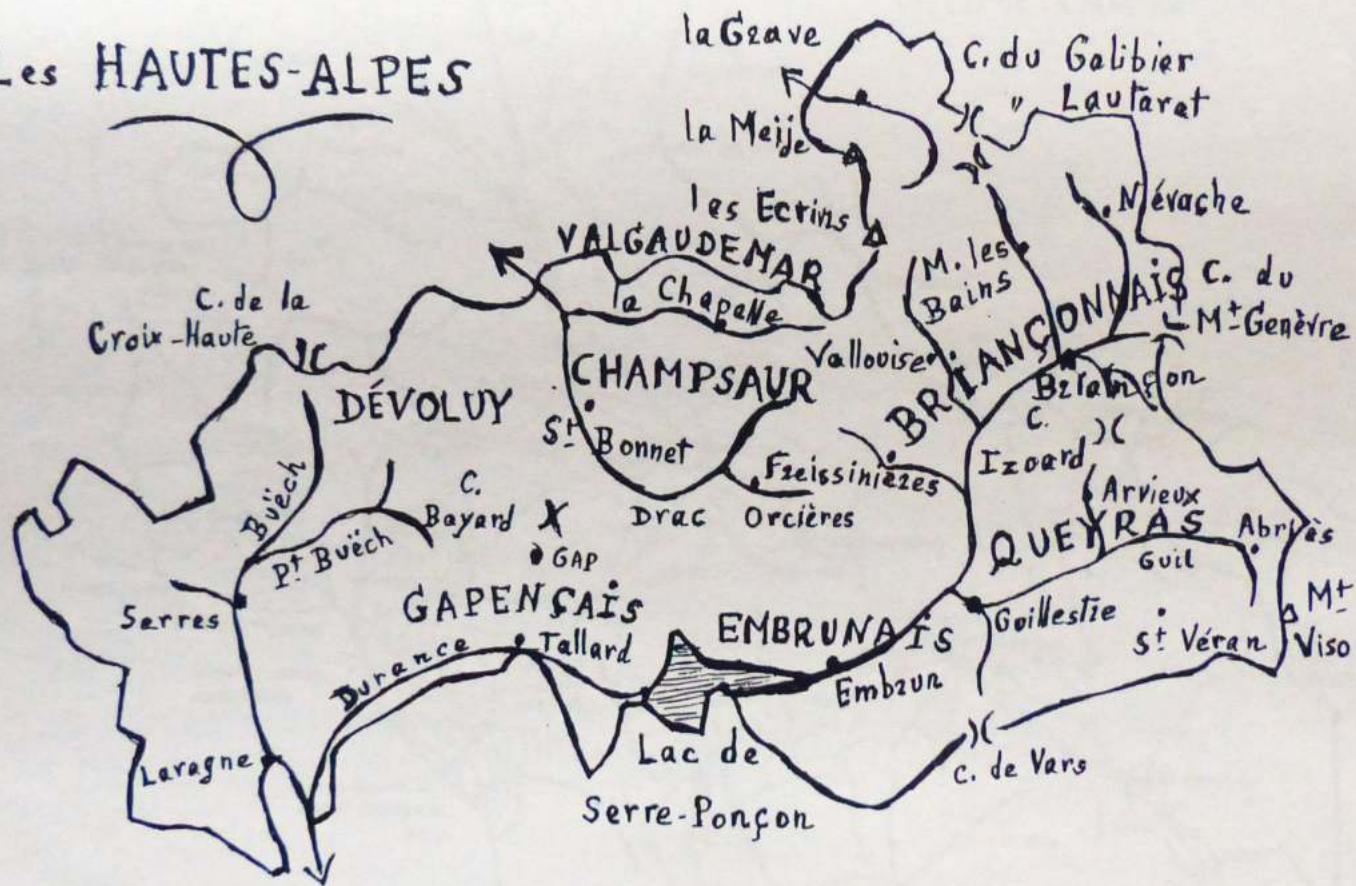 Les HAUTES-ALPES
la Grave
C. du Galibier
" Lautaret
la Meije
les Ecrins
Névache
VALGAUDEMAR
M. les
Bains
C. du
Mt-Genèvre
C. de la
Croix-Haute
la Chapelle
Vallouise
BRIANÇONNAIS
Briançon
CHAMPSAUR
DÉVOLUY
St Bonnet
C.
Izoard
Freissinières
Arvieux
Drac
Orcières
C.
Bayard
Buëch
Pt Buëch
GAP
QUEYRAS
Abriès
Guil
GAPENÇAIS
Serres
Guillestre
Mt
Viso
St Véran
Tallard
EMBRUNAIS
Embrun
Durance
Laragne
Lac de
Serre-Ponçon
C. de Vars